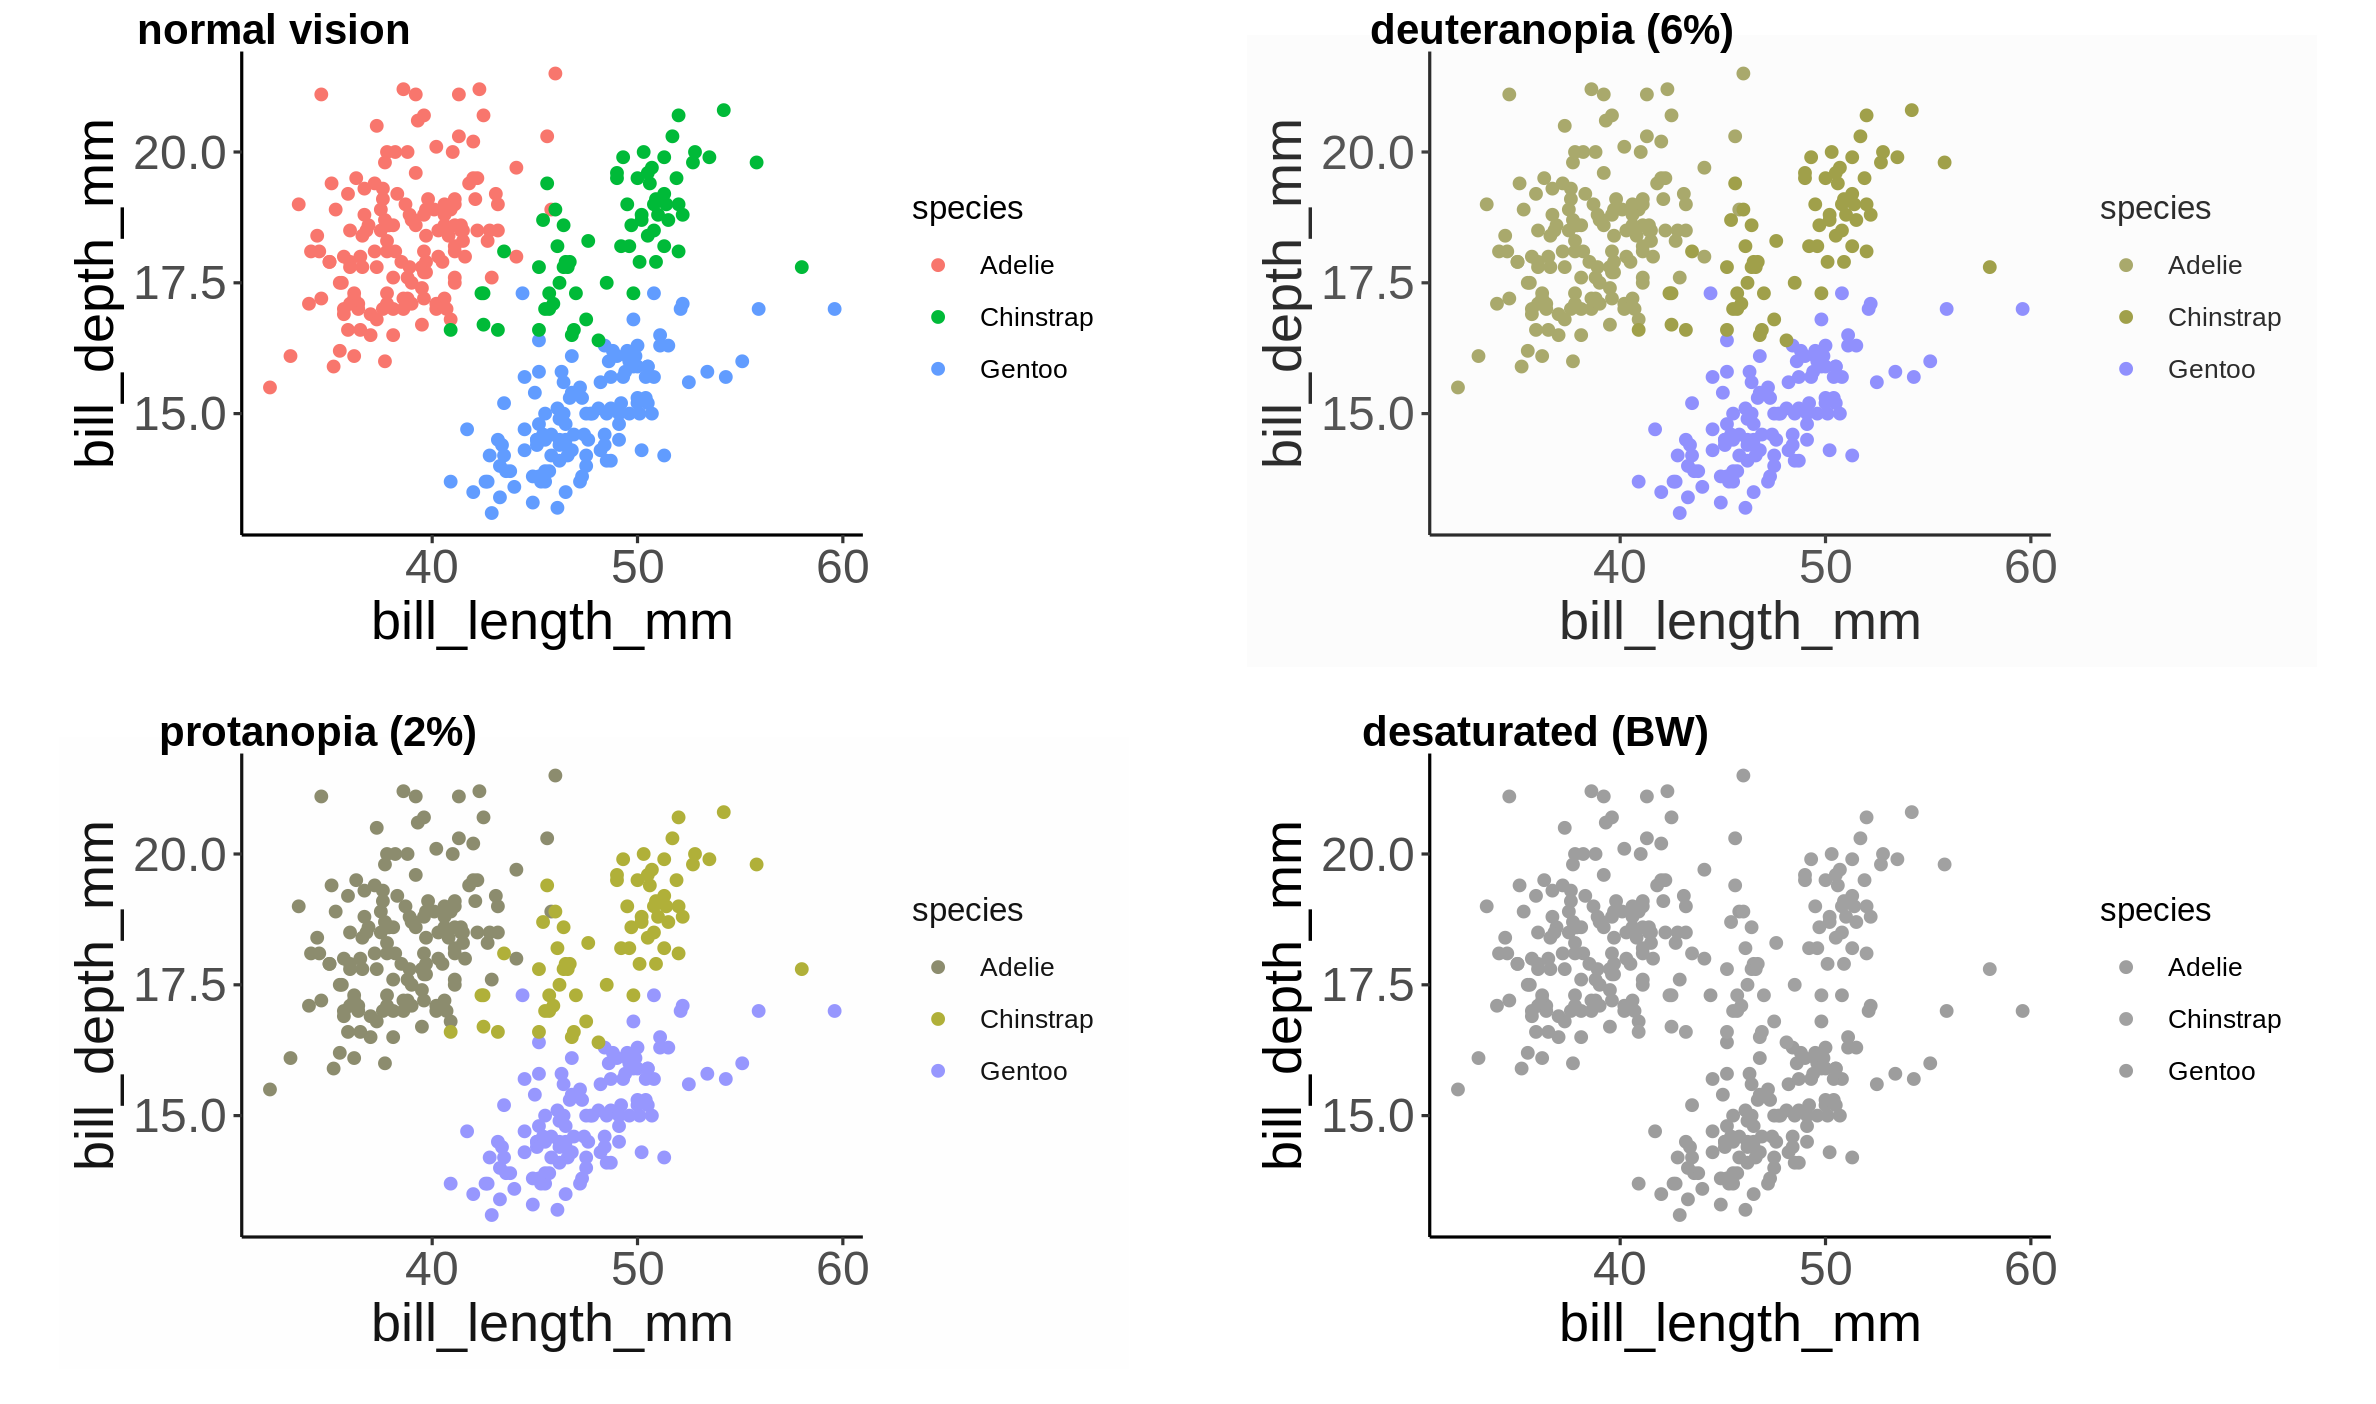 normal vision
bill_depth_mm
20.0
17.5
15.0
40 50 60
bill_length_mm
species
Adelie
Chinstrap
Gentoo
deuteranopia (6%)
bill_depth_mm
20.0
17.5
15.0
40 50 60
bill_length_mm
species
Adelie
Chinstrap
Gentoo
protanopia (2%)
bill_depth_mm
20.0
17.5
15.0
40 50 60
bill_length_mm
species
Adelie
Chinstrap
Gentoo
desaturated (BW)
bill_depth_mm
20.0
17.5
15.0
40 50 60
bill_length_mm
species
Adelie
Chinstrap
Gentoo